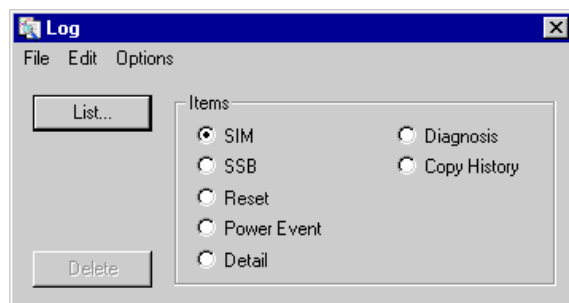 Log
File Edit Options
List...
Items
SIM
Diagnosis
SSB
Copy History
Reset
Power Event
Detail
Delete